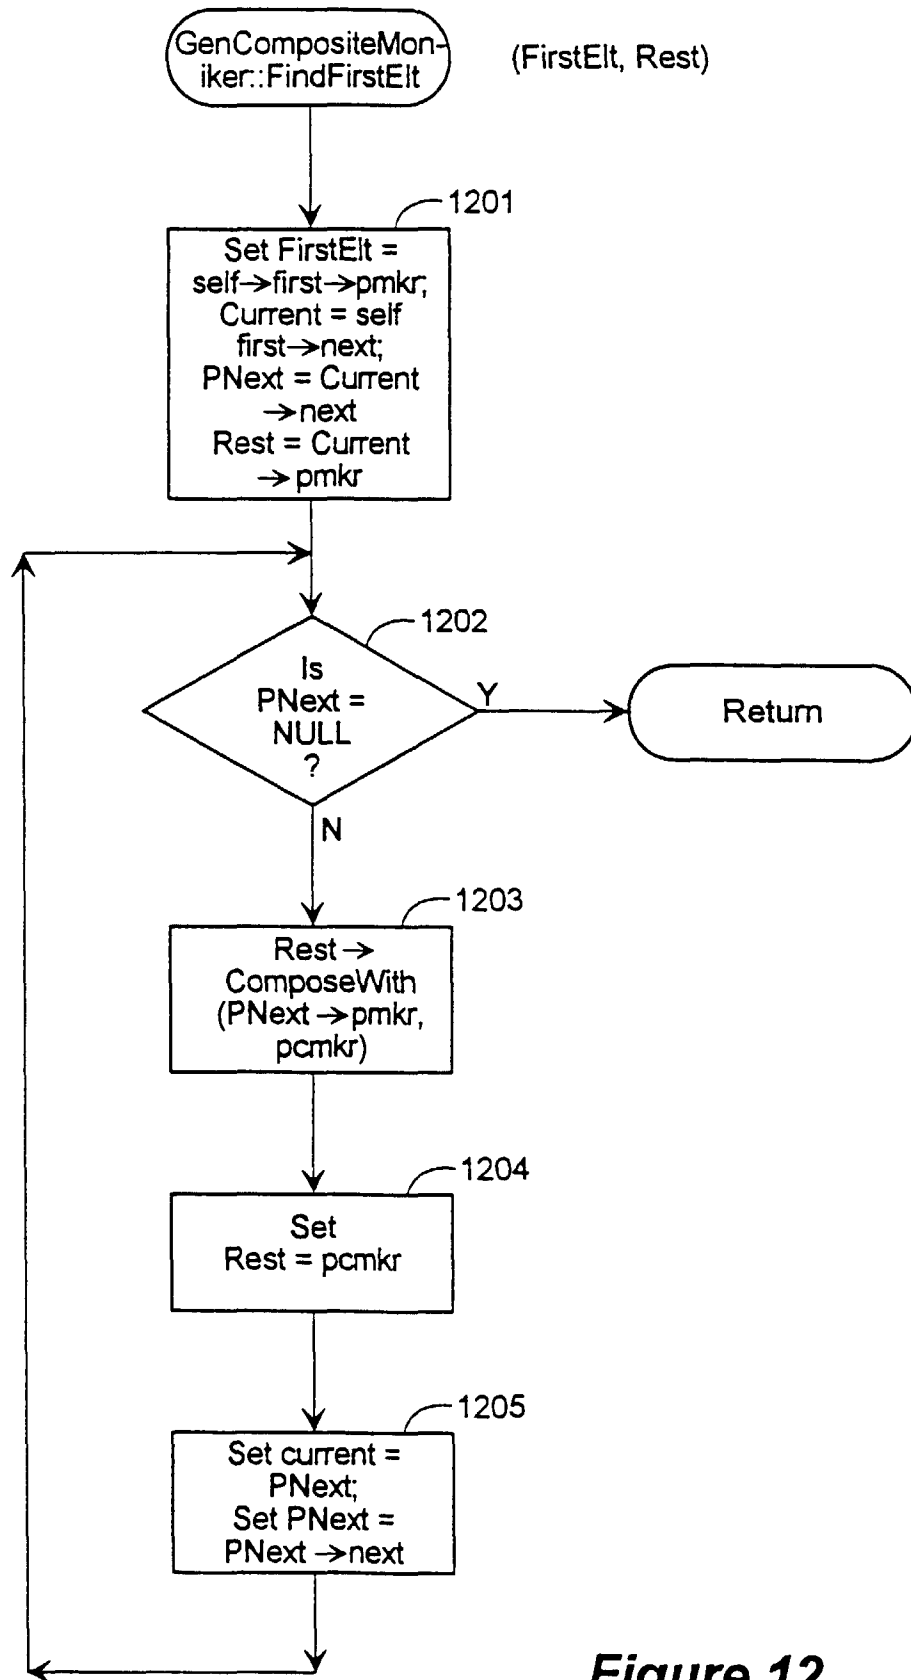 GenCompositeMon-
iker::FindFirstElt
(FirstElt, Rest)
1201
Set FirstElt =
self→first→pmkr;
Current = self
first→next;
PNext = Current
→next
Rest = Current
→pmkr
1202
Is
PNext =
NULL
?
Y
Return
N
1203
Rest →
ComposeWith
(PNext →pmkr,
pcmkr)
1204
Set
Rest = pcmkr
1205
Set current =
PNext;
Set PNext =
PNext →next
Figure 12